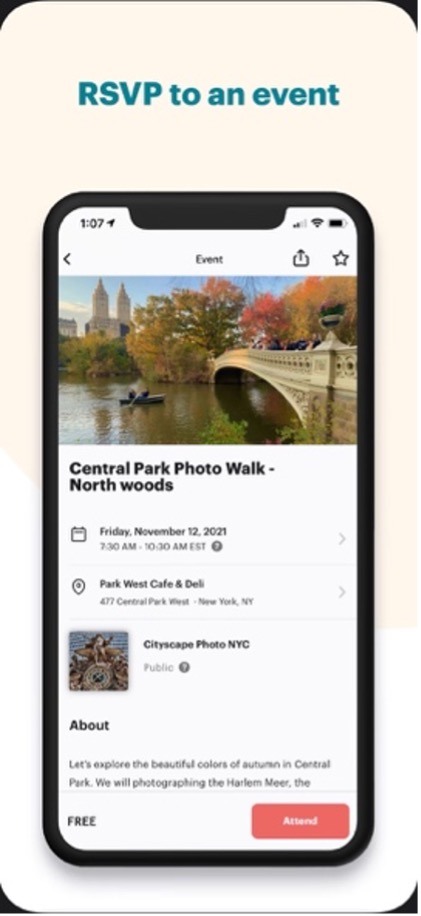 RSVP to an event
1:07
Event
Central Park Photo Walk -
North woods
Friday, November 12, 2021
7:30 AM - 10:30 AM EST ?
Park West Cafe & Deli
477 Central Park West - New York, NY
Cityscape Photo NYC
Public ?
About
Let's explore the beautiful colors of autumn in Central
Park. We will photographing the Harlem Meer, the
FREE
Attend